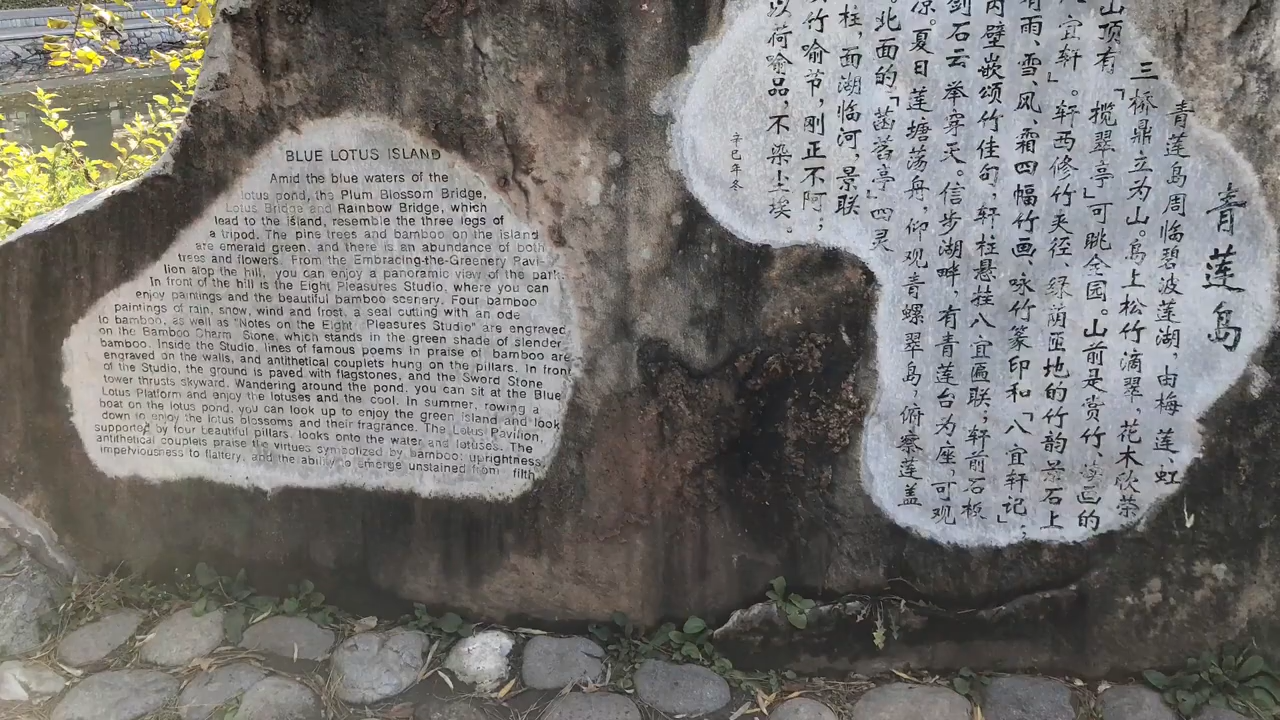 BLUE LOTUS ISLAND
Amid the blue waters of the
lotus pond, the Plum Blossom Bridge,
Lotus Bridge and Rainbow Bridge, which
lead to the island, resemble the three legs of
a tripod. The pine trees and bamboo on the island
are emerald green, and there is an abundance of both
trees and flowers. From the Embracing-the-Greenery Pavi-
lion atop the hill, you can enjoy a panoramic view of the park.
In front of the hill is the Eight Pleasures Studio, where you can
enjoy paintings and the beautiful bamboo scenery. Four bamboo
paintings of rain, snow, wind and frost, a seal cutting with an ode
to bamboo, as well as "Notes on the Eight Pleasures Studio" are engraved
on the Bamboo Charm Stone, which stands in the green shade of slender
bamboo. Inside the Studio, lines of famous poems in praise of bamboo are
engraved on the walls, and antithetical couplets hung on the pillars. In front
of the Studio, the ground is paved with flagstones, and the Sword Stone
tower thrusts skyward. Wandering around the pond, you can sit at the Blue
Lotus Platform and enjoy the lotuses and the cool. In summer, rowing a
boat on the lotus pond, you can look up to enjoy the green island and look
down to enjoy the lotus blossoms and their fragrance. The Lotus Pavilion,
supported by four beautiful pillars, looks onto the water and lotuses. The
antithetical couplets praise the virtues symbolized by bamboo: uprightness,
imperviousness to flattery, and the ability to emerge unstained from filth
青莲岛
青莲岛周临碧波莲湖,由梅 莲 虹
三桥鼎立为山。岛上松竹滴翠,花木欣荣
山顶有「揽翠亭」可眺全园。山前是赏竹、读画的
八宜轩」。轩西修竹夹径 绿荫匝地的竹韵景石上
有雨、雪、风、霜四幅竹画、咏竹篆印和「八宜轩记」;
内壁嵌颂竹佳句,轩柱悬挂八宜匾联;轩前石板
剑石云举穿天。信步湖畔,有青莲台为座,可观
凉。夏日莲塘荡舟,仰观青螺翠岛,俯察莲盖
。北面的「菡萏亭」四灵
柱,面湖临河,景联
以竹喻节,刚正不阿;
以荷喻品,不染尘埃。
辛巳年冬